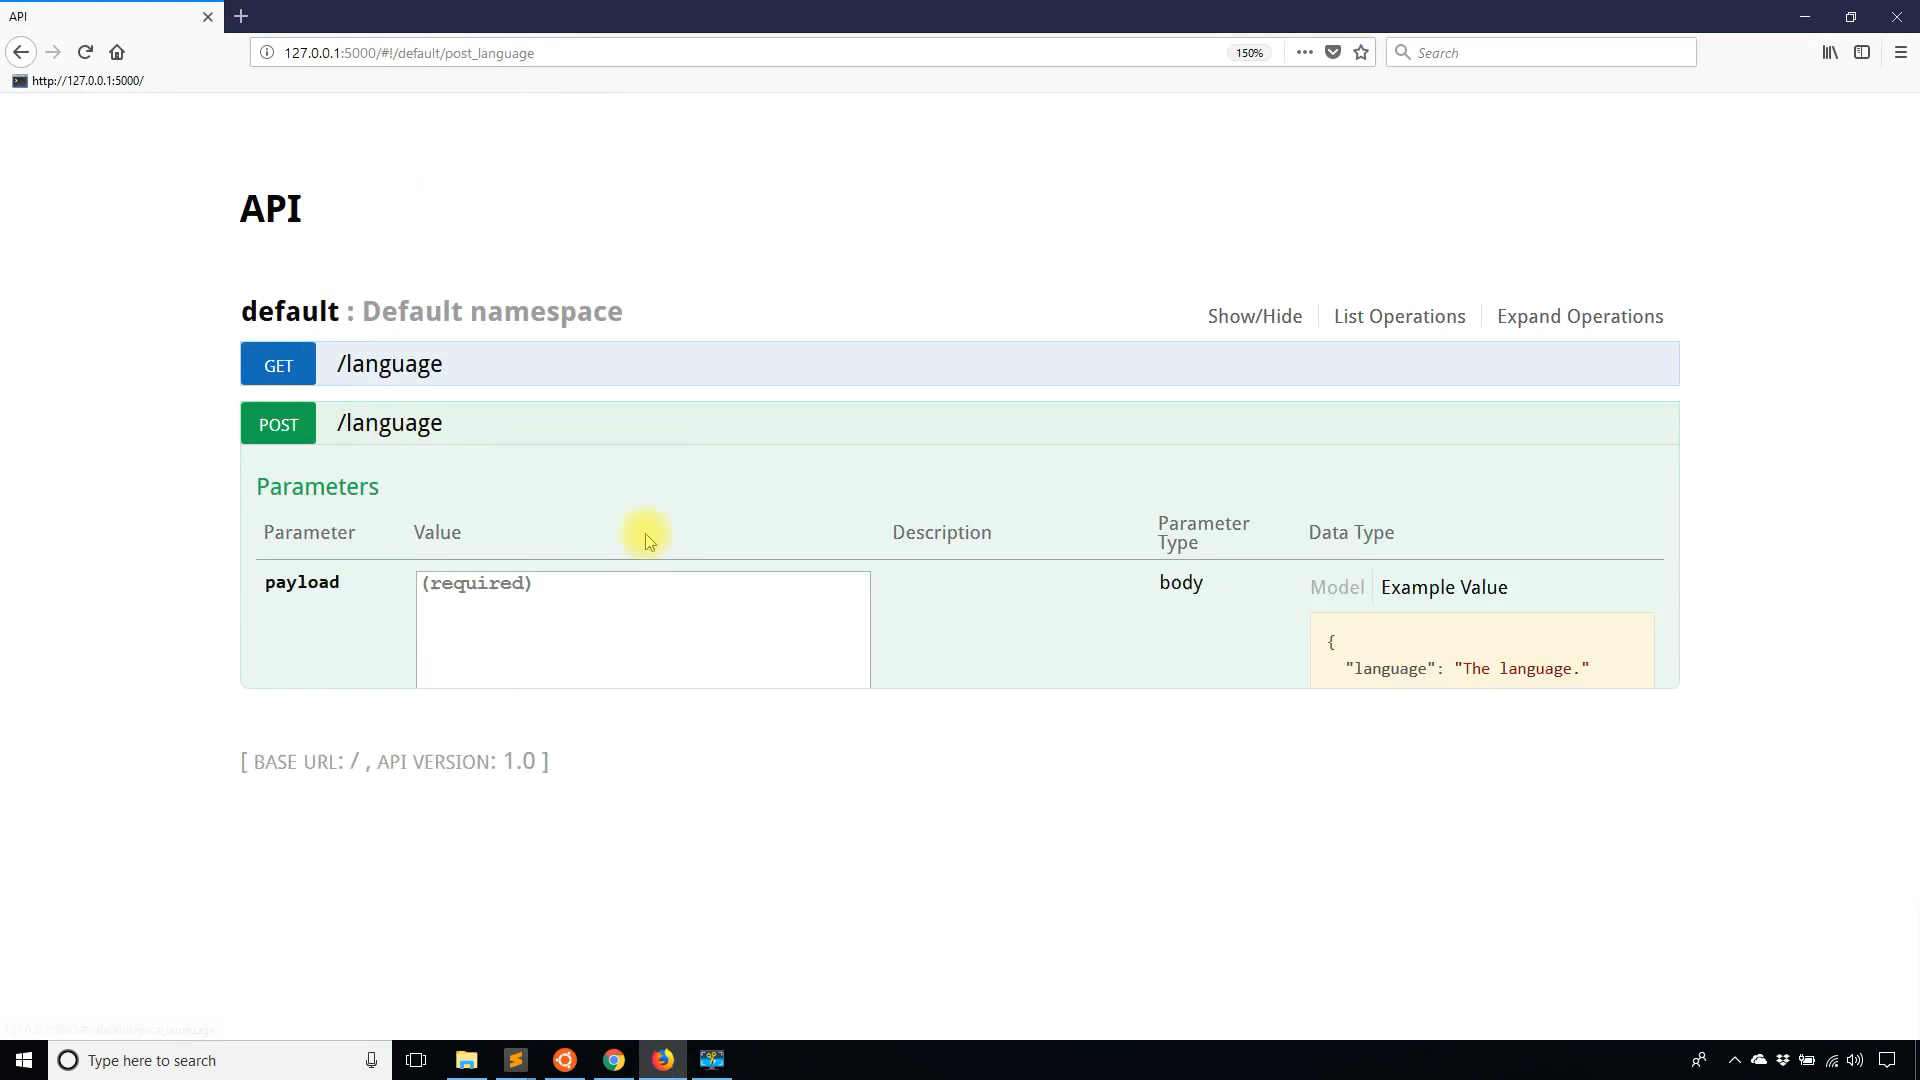 API
127.0.0.1:5000/#!/default/post_language
150%
Search
http://127.0.0.1:5000/
API
default : Default namespace
Show/Hide
List Operations
Expand Operations
GET /language
POST /language
Parameters
Parameter
Value
Description
Parameter Type
Data Type
payload
(required)
body
Model
Example Value
{
"language": "The language."
[ BASE URL: / , API VERSION: 1.0 ]
Type here to search